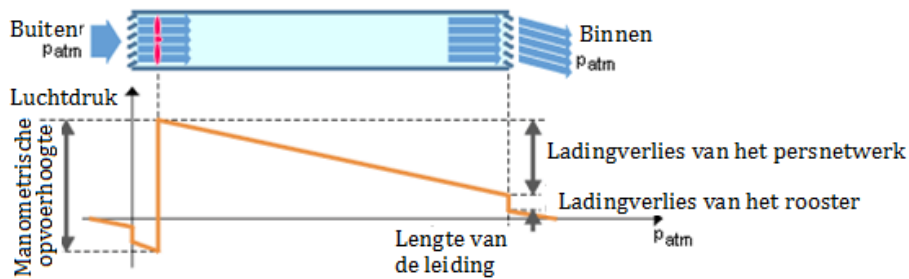 Buitenr
patm
Binnen
patm
Luchtdruk
Manometrische
opvoerhoogte
Ladingverlies van het persnetwerk
Ladingverlies van het rooster
Lengte van
de leiding
patm